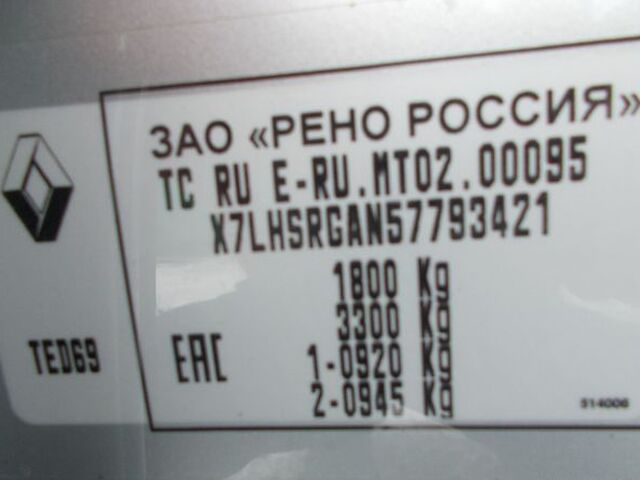 ЗАО «РЕНО РОССИЯ»
TC RU E-RU.MT02.00095
X7LHSRGAN57793421
1800 Kg
3300 Kg
1-0920 Kg
2-0945 Kg
TED69
EAC
514006